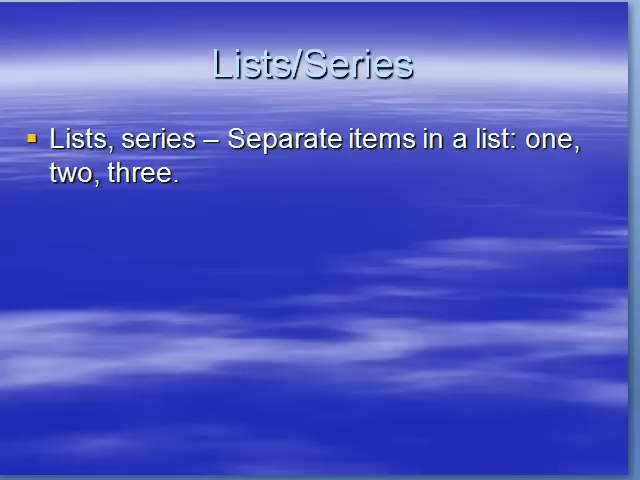 Lists/Series
Lists, series – Separate items in a list: one,
two, three.